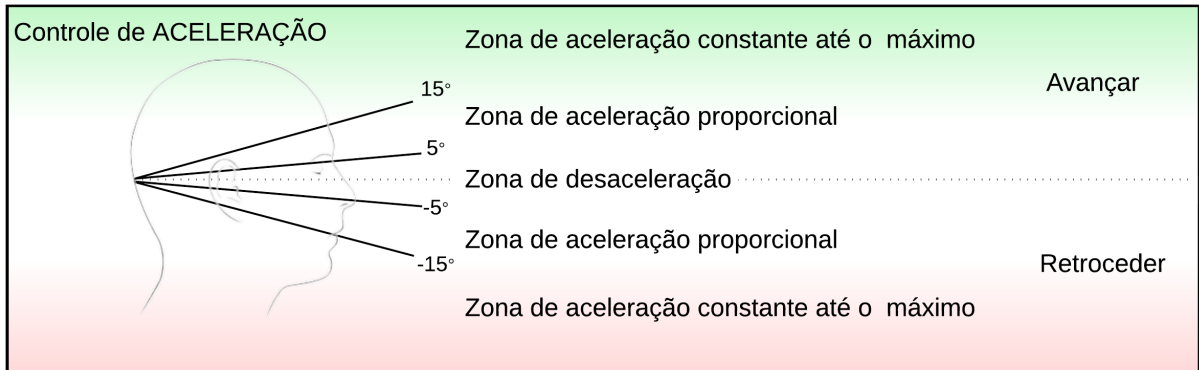 Controle de ACELERAÇÃO
Zona de aceleração constante até o máximo
Avançar
15°
Zona de aceleração proporcional
5°
Zona de desaceleração
-5°
Zona de aceleração proporcional
-15°
Retroceder
Zona de aceleração constante até o máximo